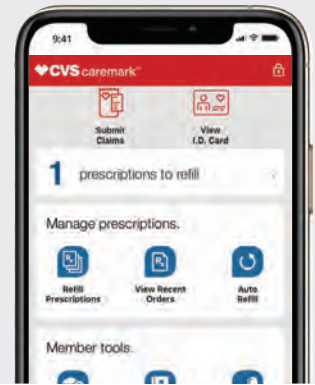 9:41
CVS caremark™
Submit View
Claims I.D. Card
1 prescriptions to refill
Manage prescriptions.
Refill View Recent Auto
Prescriptions Orders Refill
Member tools.